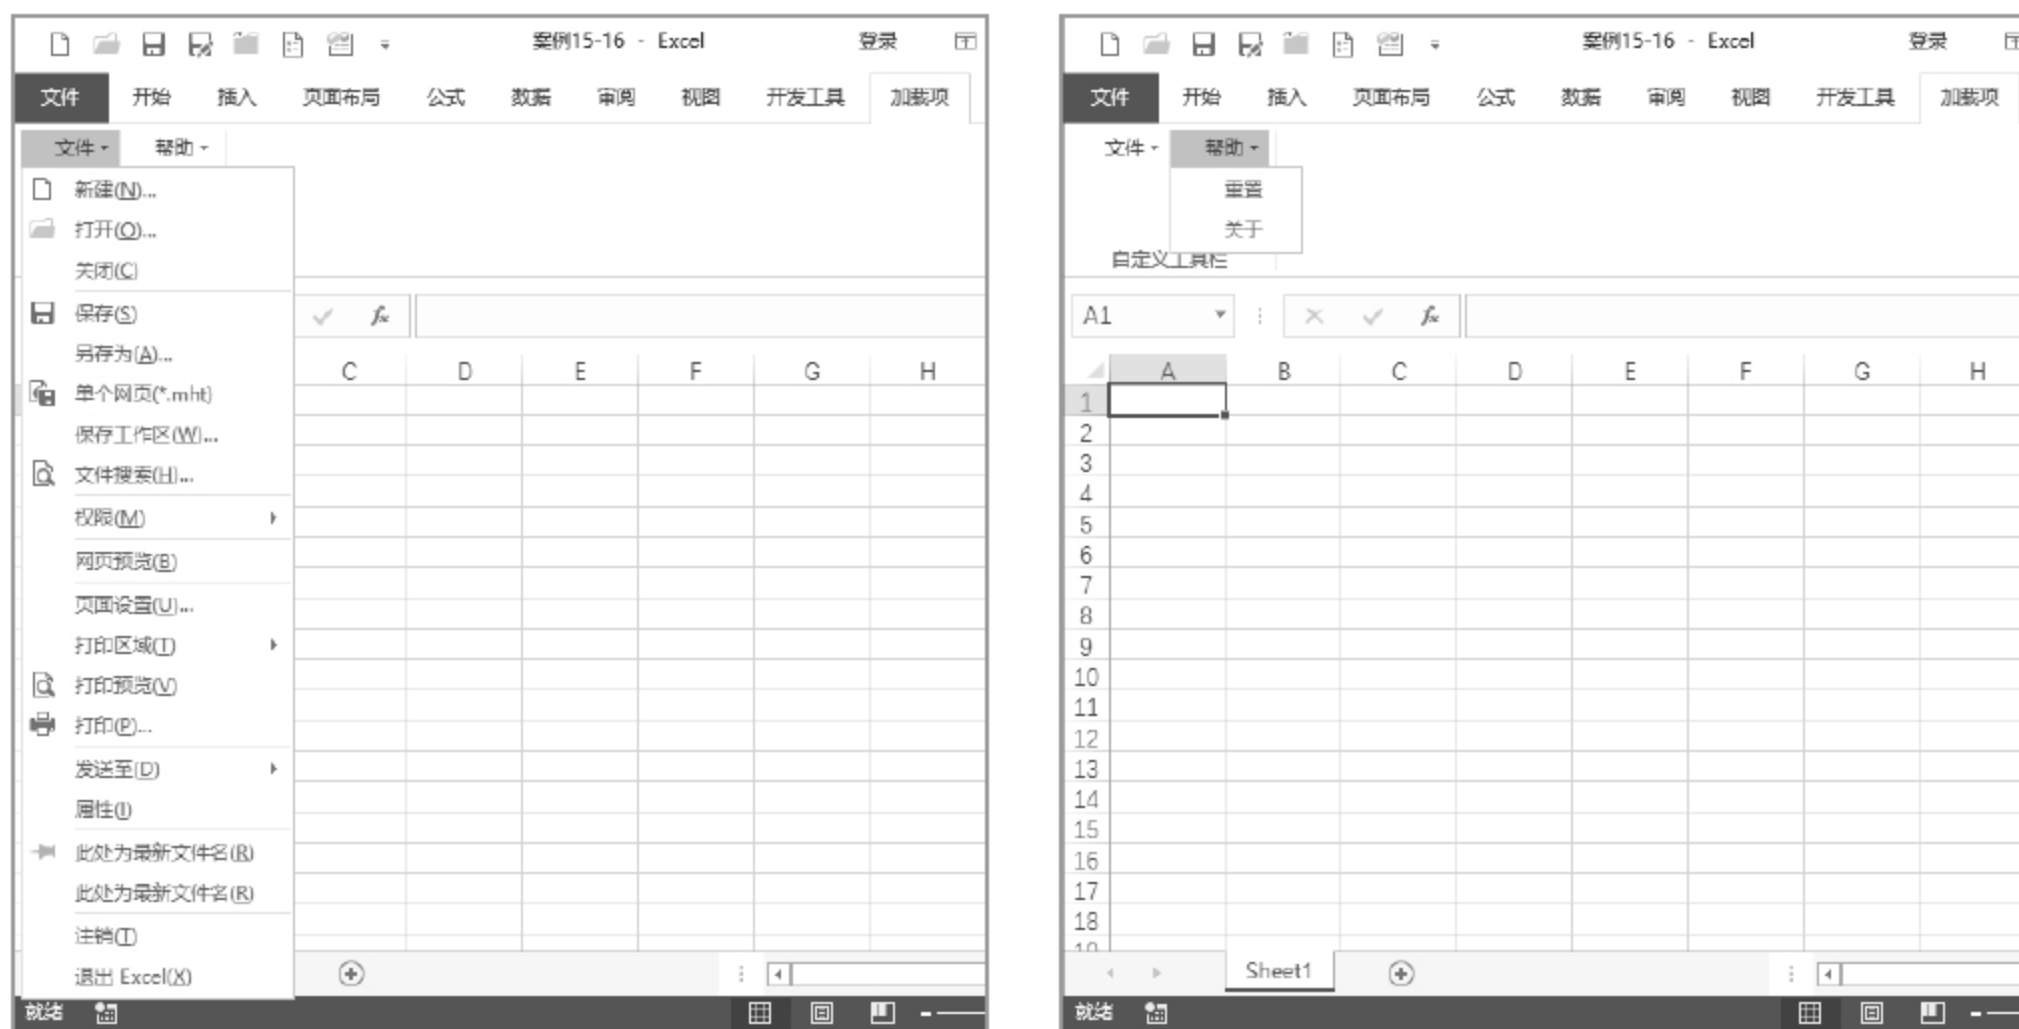 案例15-16 - Excel 登录
文件 开始 插入 页面布局 公式 数据 审阅 视图 开发工具 加载项
文件 帮助
新建(N)...
打开(O)...
关闭(C)
保存(S)
另存为(A)...
单个网页(*.mht)
保存工作区(W)...
文件搜索(H)...
权限(M)
网页预览(B)
页面设置(U)...
打印区域(T)
打印预览(V)
打印(P)...
发送至(D)
属性(I)
此处为最新文件名(R)
此处为最新文件名(R)
注销(T)
退出 Excel(X)
fx
C D E F G H
就绪
案例15-16 - Excel 登录
文件 开始 插入 页面布局 公式 数据 审阅 视图 开发工具 加载项
文件 帮助
重置
关于
自定义工具栏
A1 fx
A B C D E F G H
1
2
3
4
5
6
7
8
9
10
11
12
13
14
15
16
17
18
19
Sheet1
就绪